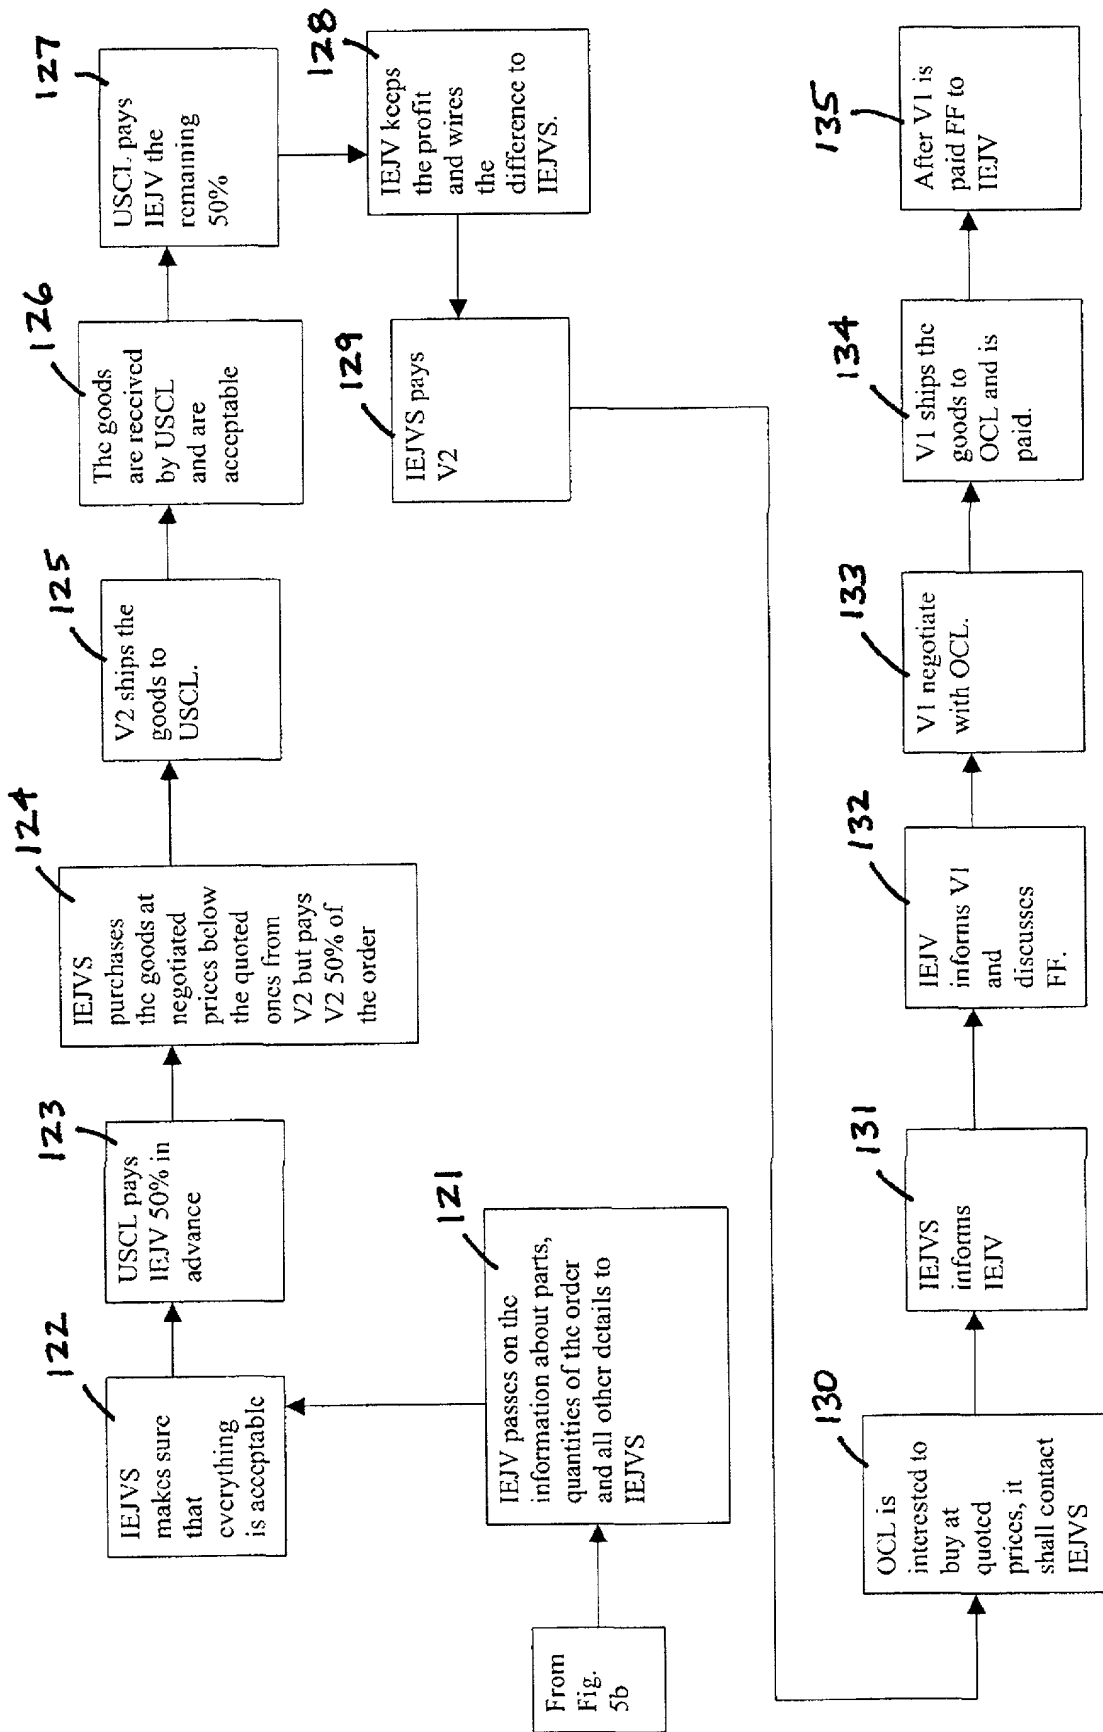 From
Fig.
5b
121
IEJV passes on the
information about parts,
quantities of the order
and all other details to
IEJVS
122
IEJVS
makes sure
that
everything
is acceptable
123
USCL pays
IEJV 50% in
advance
124
IEJVS
purchases
the goods at
negotiated
prices below
the quoted
ones from
V2 but pays
V2 50% of
the order
125
V2 ships the
goods to
USCL.
126
The goods
are received
by USCL
and are
acceptable
127
USCL pays
IEJV the
remaining
50%
128
IEJV keeps
the profit
and wires
the
difference to
IEJVS.
129
IEJVS pays
V2
130
OCL is
interested to
buy at
quoted
prices, it
shall contact
IEJVS
131
IEJVS
informs
IEJV
132
IEJV
informs V1
and
discusses
FF.
133
V1 negotiate
with OCL.
134
V1 ships the
goods to
OCL and is
paid.
135
After V1 is
paid FF to
IEJV